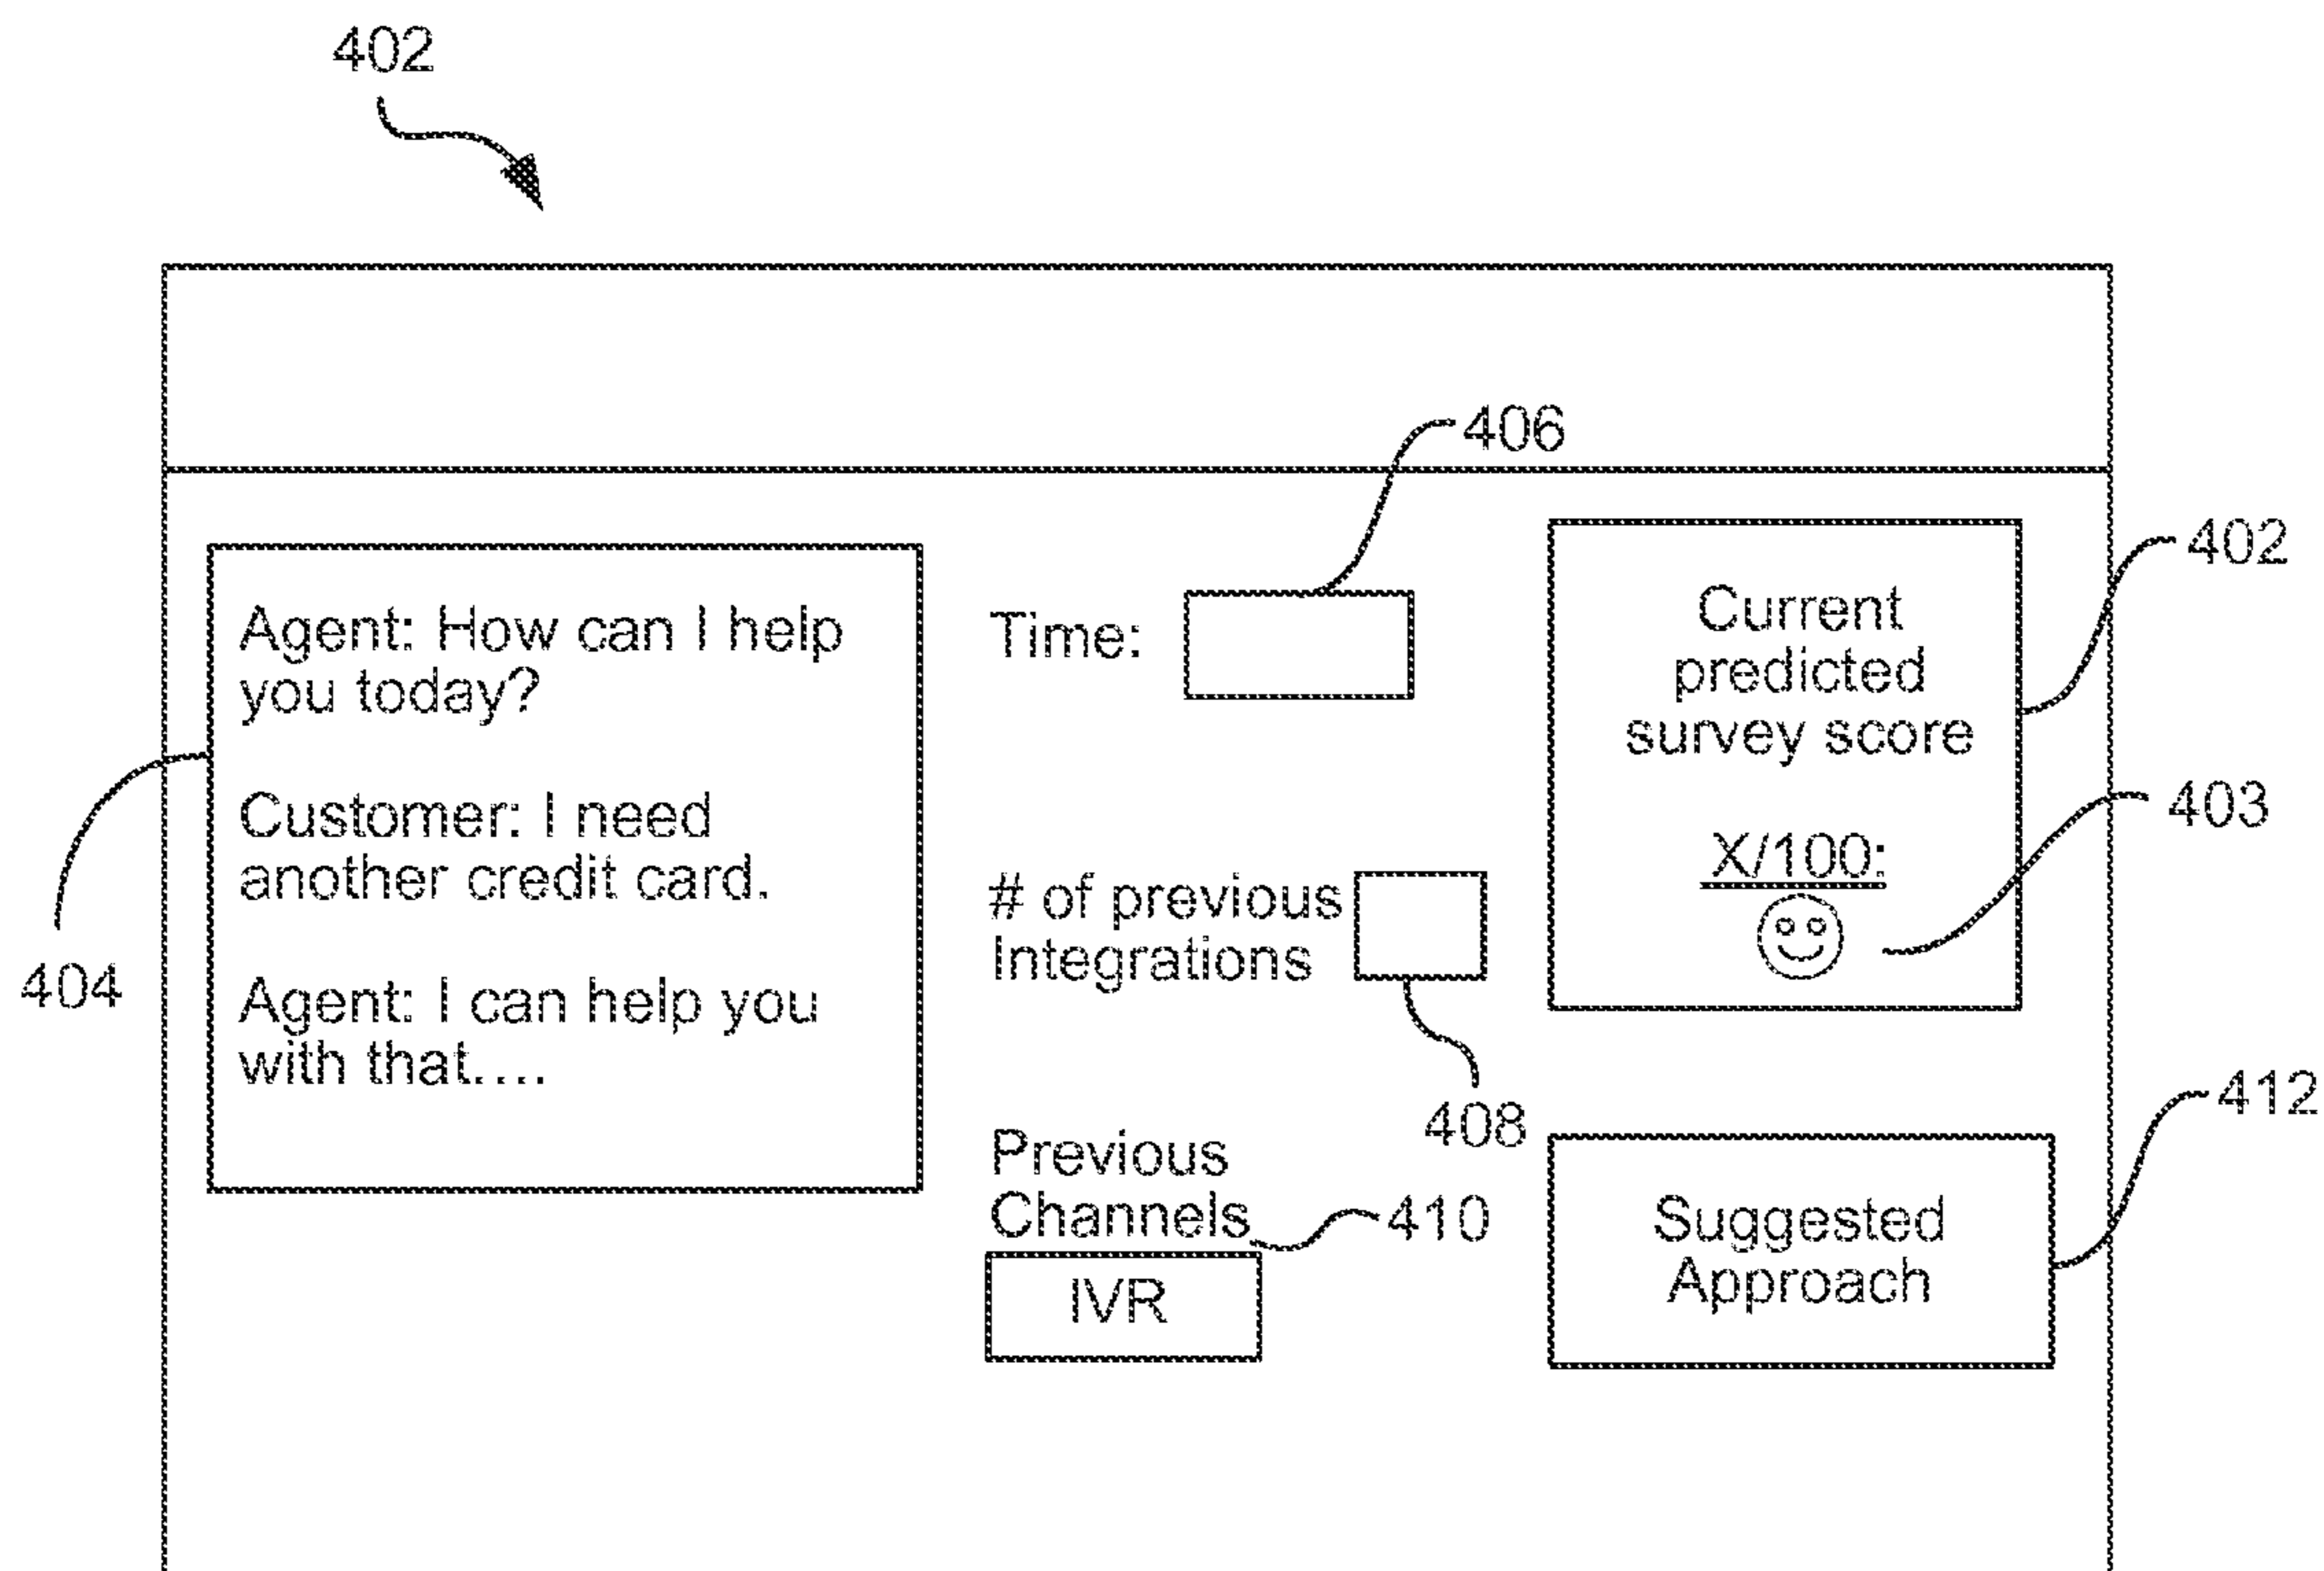 402
406
Agent: How can I help
you today?
Customer: I need
another credit card.
Agent: I can help you
with that....
404
Time:
# of previous
Integrations
408
Previous
Channels
410
IVR
Current
predicted
survey score
X/100:
402
403
Suggested
Approach
412